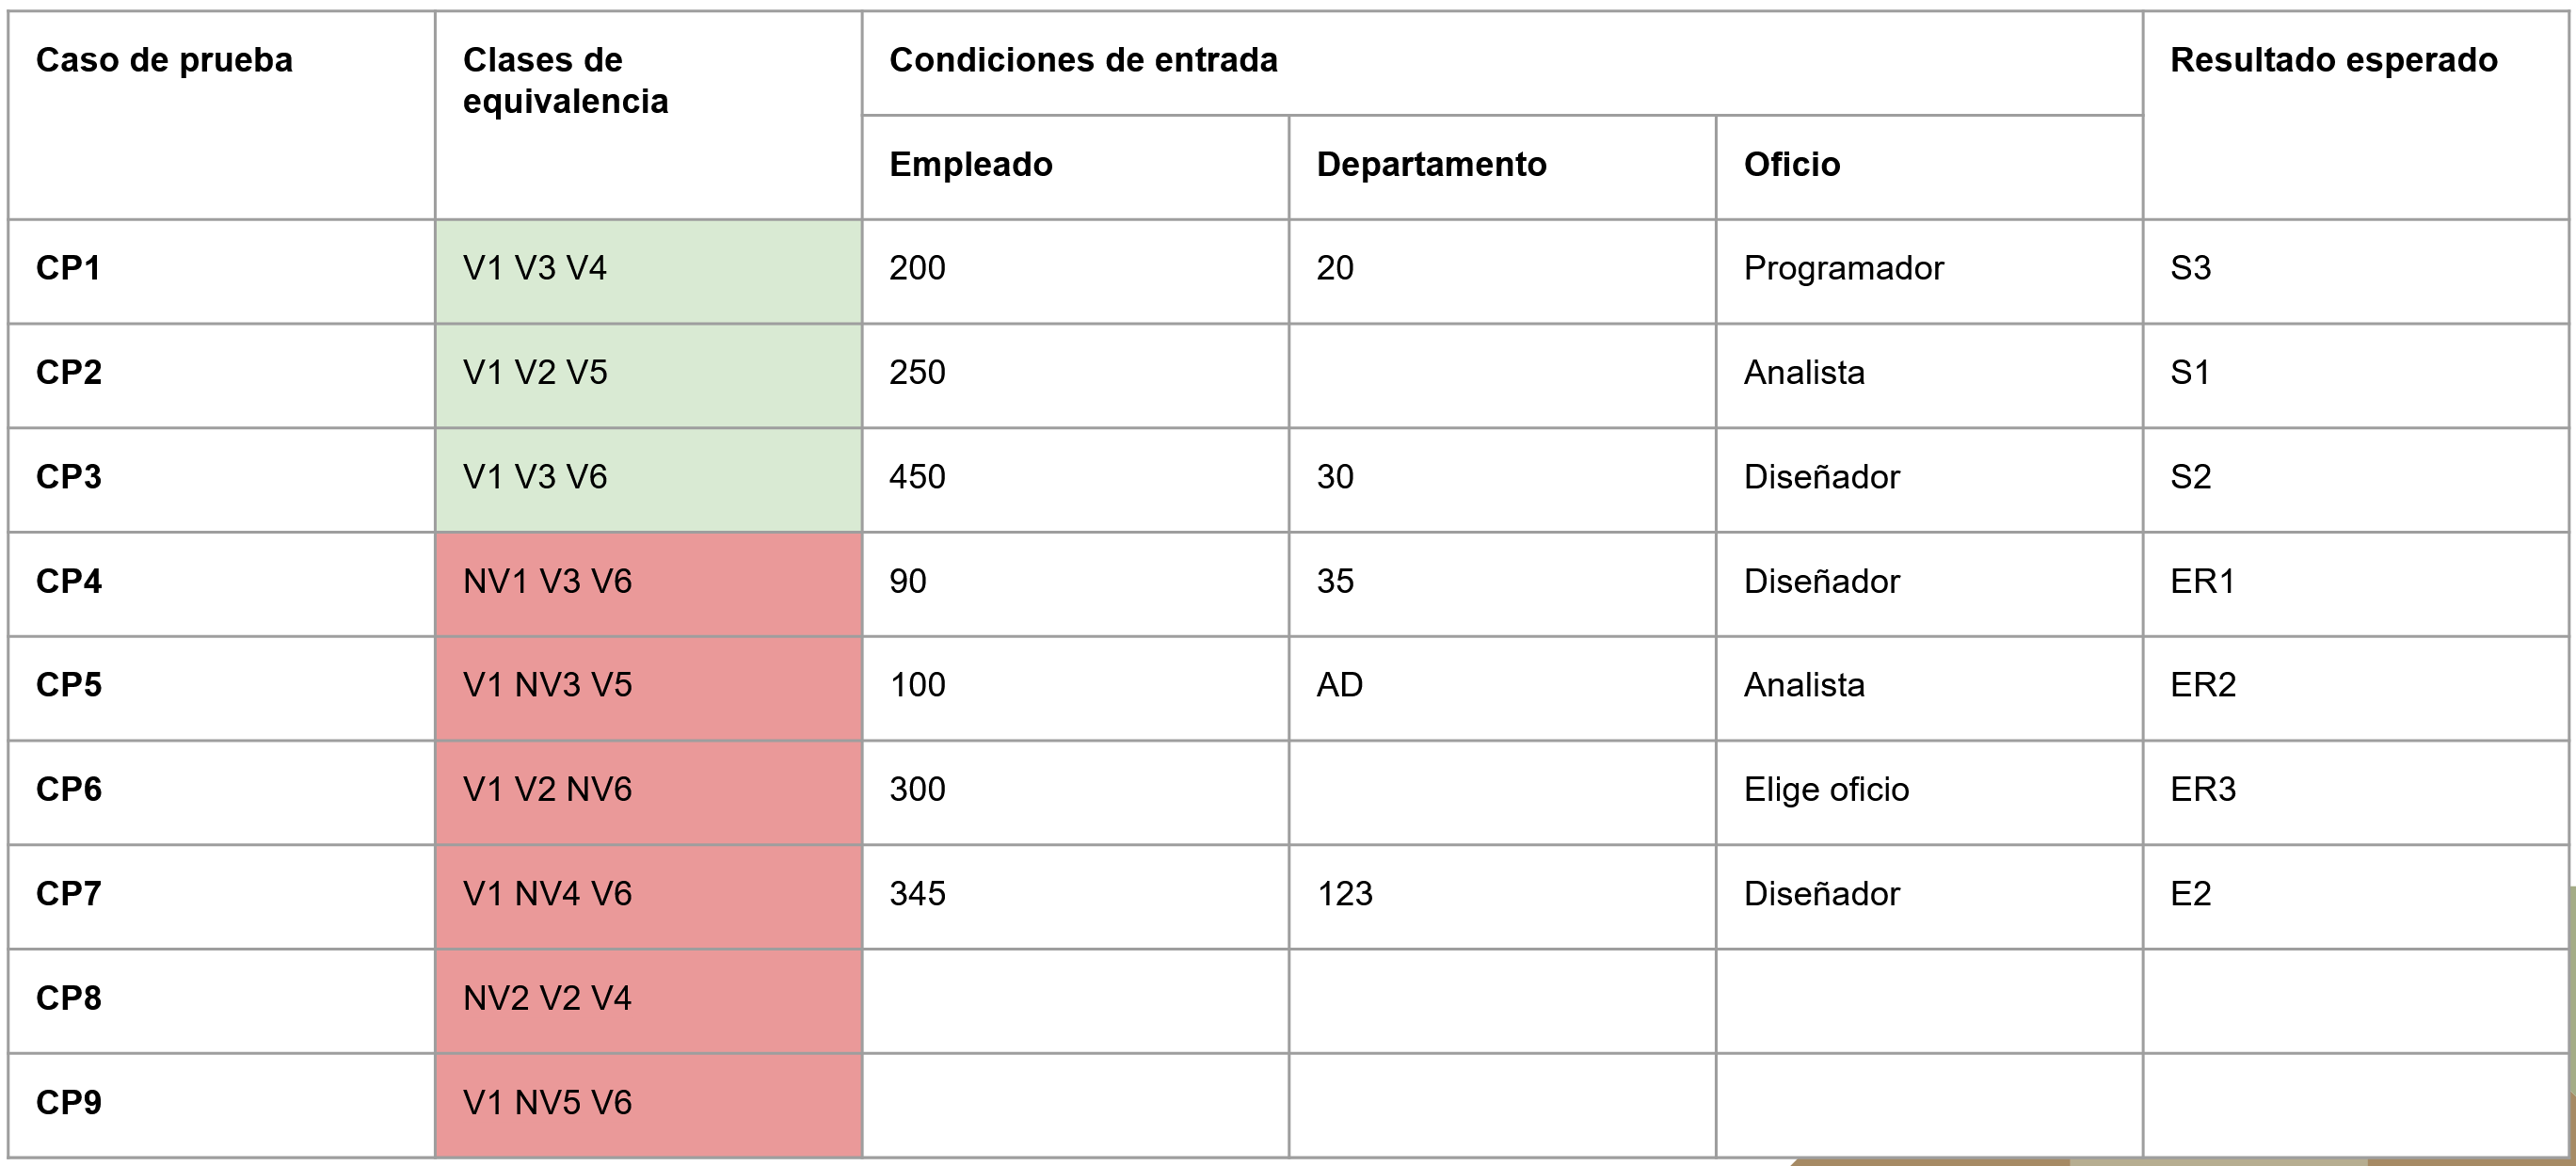 Caso de prueba
Clases de
equivalencia
Condiciones de entrada
Resultado esperado
Empleado
Departamento
Oficio
CP1
V1 V3 V4
200
20
Programador
S3
CP2
V1 V2 V5
250
Analista
S1
CP3
V1 V3 V6
450
30
Diseñador
S2
CP4
NV1 V3 V6
90
35
Diseñador
ER1
CP5
V1 NV3 V5
100
AD
Analista
ER2
CP6
V1 V2 NV6
300
Elige oficio
ER3
CP7
V1 NV4 V6
345
123
Diseñador
E2
CP8
NV2 V2 V4
CP9
V1 NV5 V6